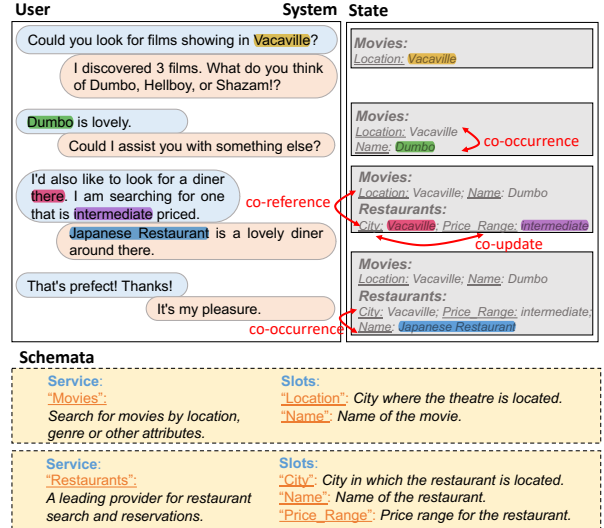 User System State
Could you look for films showing in Vacaville?
I discovered 3 films. What do you think
of Dumbo, Hellboy, or Shazam!?
Dumbo is lovely.
Could I assist you with something else?
I'd also like to look for a diner
there. I am searching for one
that is intermediate priced.
Japanese Restaurant is a lovely diner
around there.
That's prefect! Thanks!
It's my pleasure.
Movies:
Location: Vacaville
Movies:
Location: Vacaville
Name: Dumbo
co-occurrence
co-reference
Movies:
Location: Vacaville; Name: Dumbo
Restaurants:
City: Vacaville; Price_Range: intermediate
co-update
Movies:
Location: Vacaville; Name: Dumbo
Restaurants:
City: Vacaville; Price_Range: intermediate;
Name: Japanese Restaurant
co-occurrence
Schemata
Service:
"Movies":
Search for movies by location,
genre or other attributes.
Slots:
"Location": City where the theatre is located.
"Name": Name of the movie.
Service:
"Restaurants":
A leading provider for restaurant
search and reservations.
Slots:
"City": City in which the restaurant is located.
"Name": Name of the restaurant.
"Price_Range": Price range for the restaurant.